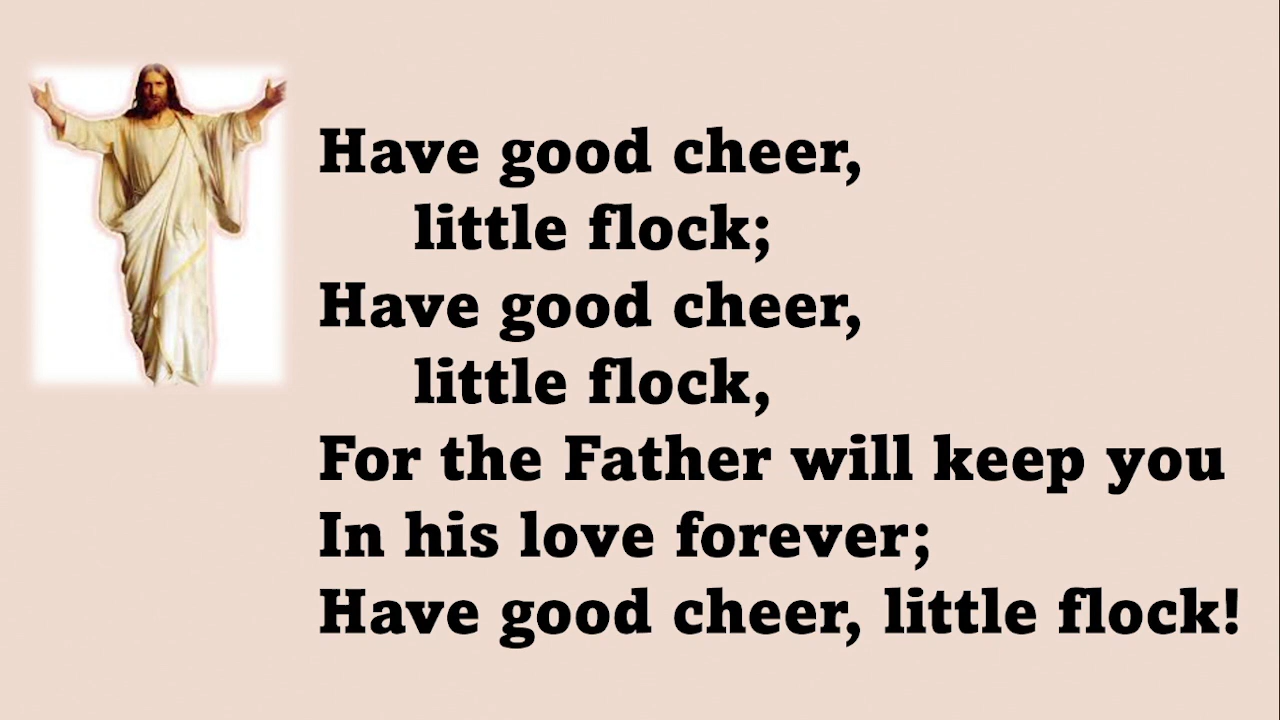 Have good cheer,
little flock;
Have good cheer,
little flock,
For the Father will keep you
In his love forever;
Have good cheer, little flock!